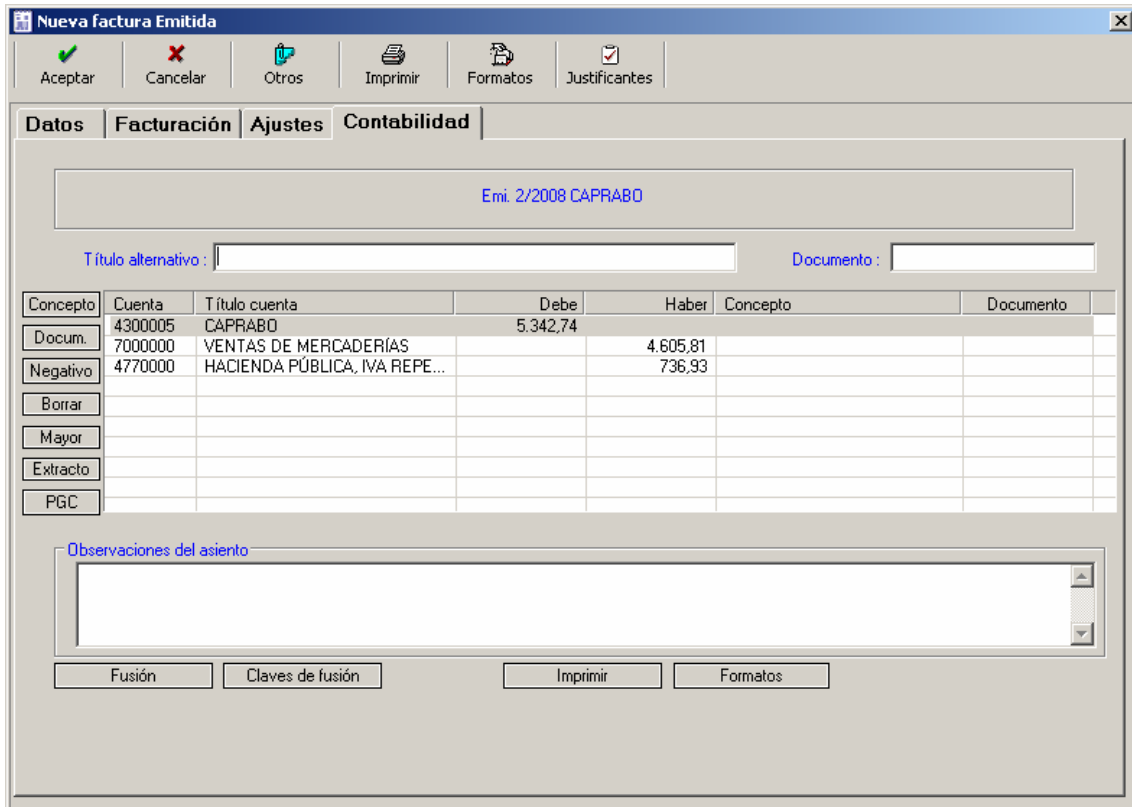 Nueva factura Emitida
Aceptar Cancelar Otros Imprimir Formatos Justificantes
Datos Facturación Ajustes Contabilidad
Emi. 2/2008 CAPRABO
Título alternativo : Documento :
Concepto Cuenta Título cuenta Debe Haber Concepto Documento
4300005 CAPRABO 5.342,74
Docum.
7000000 VENTAS DE MERCADERÍAS 4.605,81
Negativo 4770000 HACIENDA PÚBLICA, IVA REPE... 736,93
Borrar
Mayor
Extracto
PGC
Observaciones del asiento
Fusión Claves de fusión Imprimir Formatos